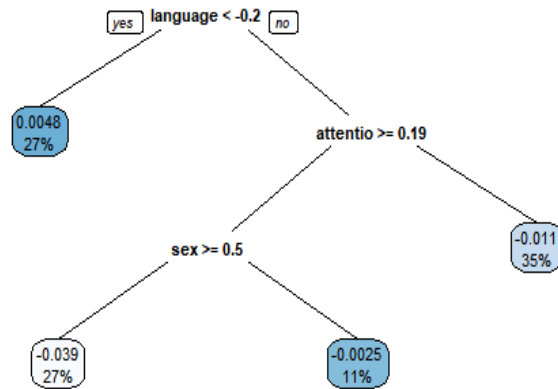 language < -0.2
yes
no
0.0048
27%
attentio >= 0.19
sex >= 0.5
-0.011
35%
-0.039
27%
-0.0025
11%